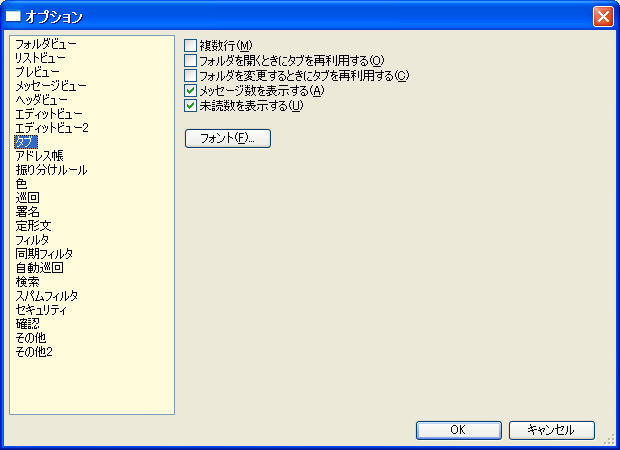 オプション
フォルダビュー
リストビュー
プレビュー
メッセージビュー
ヘッダビュー
エディットビュー
エディットビュー2
タブ
アドレス帳
振り分けルール
色
巡回
署名
定形文
フィルタ
同期フィルタ
自動巡回
検索
スパムフィルタ
セキュリティ
確認
その他
その他2
複数行(M)
フォルダを開くときにタブを再利用する(O)
フォルダを変更するときにタブを再利用する(C)
メッセージ数を表示する(A)
未読数を表示する(U)
フォント(F)...
OK
キャンセル